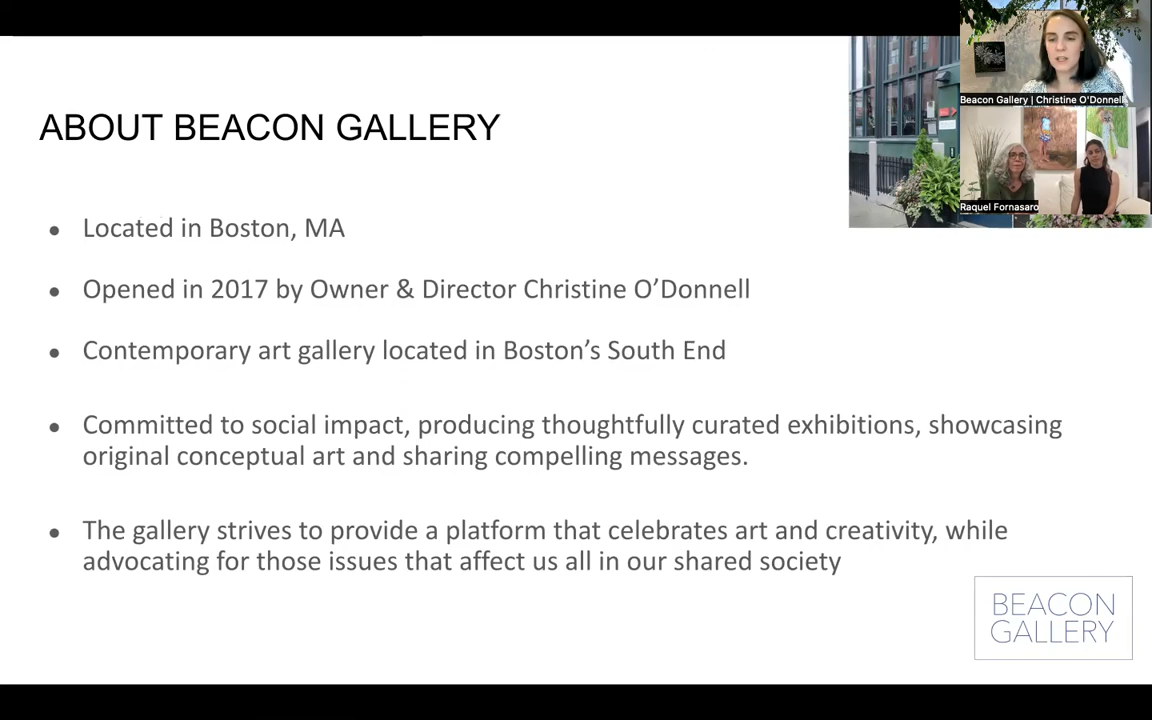 ABOUT BEACON GALLERY
Located in Boston, MA
Opened in 2017 by Owner & Director Christine O’Donnell
Contemporary art gallery located in Boston’s South End
Committed to social impact, producing thoughtfully curated exhibitions, showcasing
original conceptual art and sharing compelling messages.
The gallery strives to provide a platform that celebrates art and creativity, while
advocating for those issues that affect us all in our shared society
Beacon Gallery | Christine O'Donnell
Raquel Fornasaro
BEACON
GALLERY